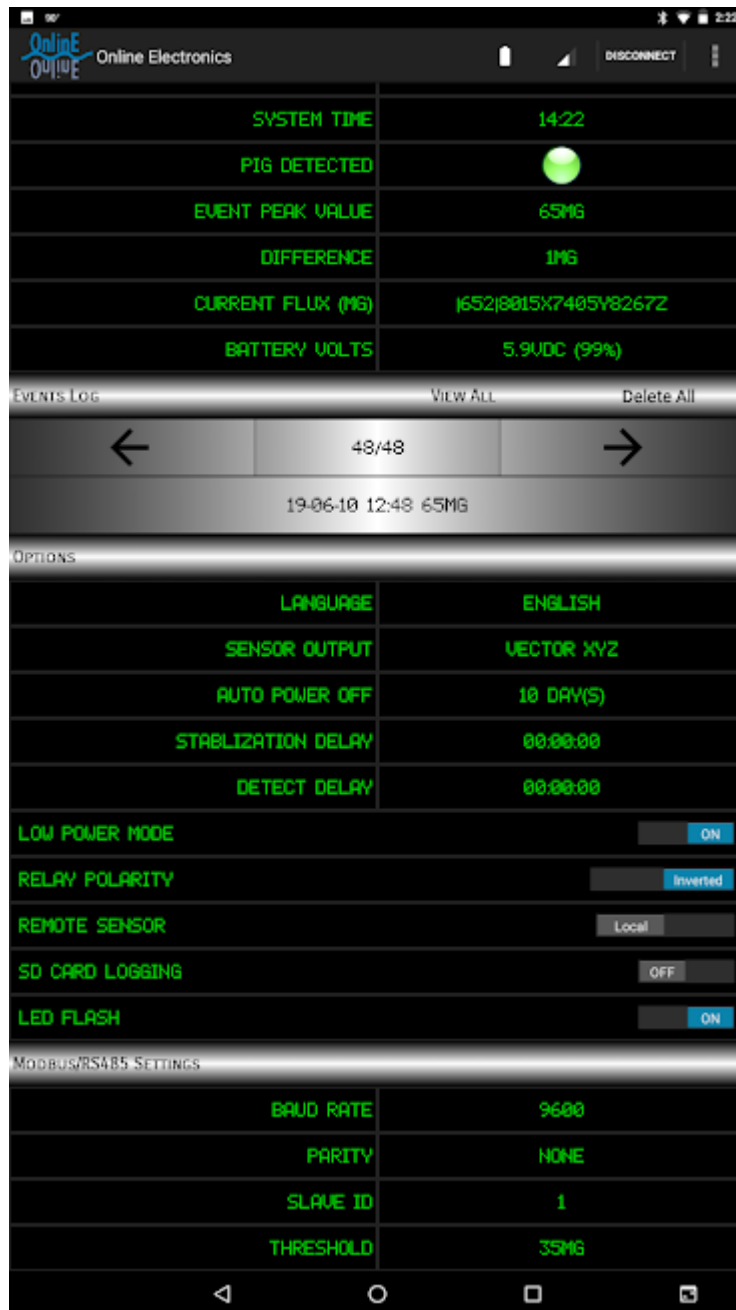 90°
2:22
OnlinE
Online Electronics
DISCONNECT
SYSTEM TIME 14:22
PIG DETECTED
EVENT PEAK VALUE 65MG
DIFFERENCE 1MG
CURRENT FLUX (MG) |652|8015X7405Y8267Z
BATTERY VOLTS 5.9VDC (99%)
EVENTS LOG VIEW ALL Delete All
← 48/48 →
19-06-10 12:48 65MG
OPTIONS
LANGUAGE ENGLISH
SENSOR OUTPUT VECTOR XYZ
AUTO POWER OFF 10 DAY(S)
STABLIZATION DELAY 00:00:00
DETECT DELAY 00:00:00
LOW POWER MODE ON
RELAY POLARITY Inverted
REMOTE SENSOR Local
SD CARD LOGGING OFF
LED FLASH ON
MODBUS/RS485 SETTINGS
BAUD RATE 9600
PARITY NONE
SLAVE ID 1
THRESHOLD 35MG